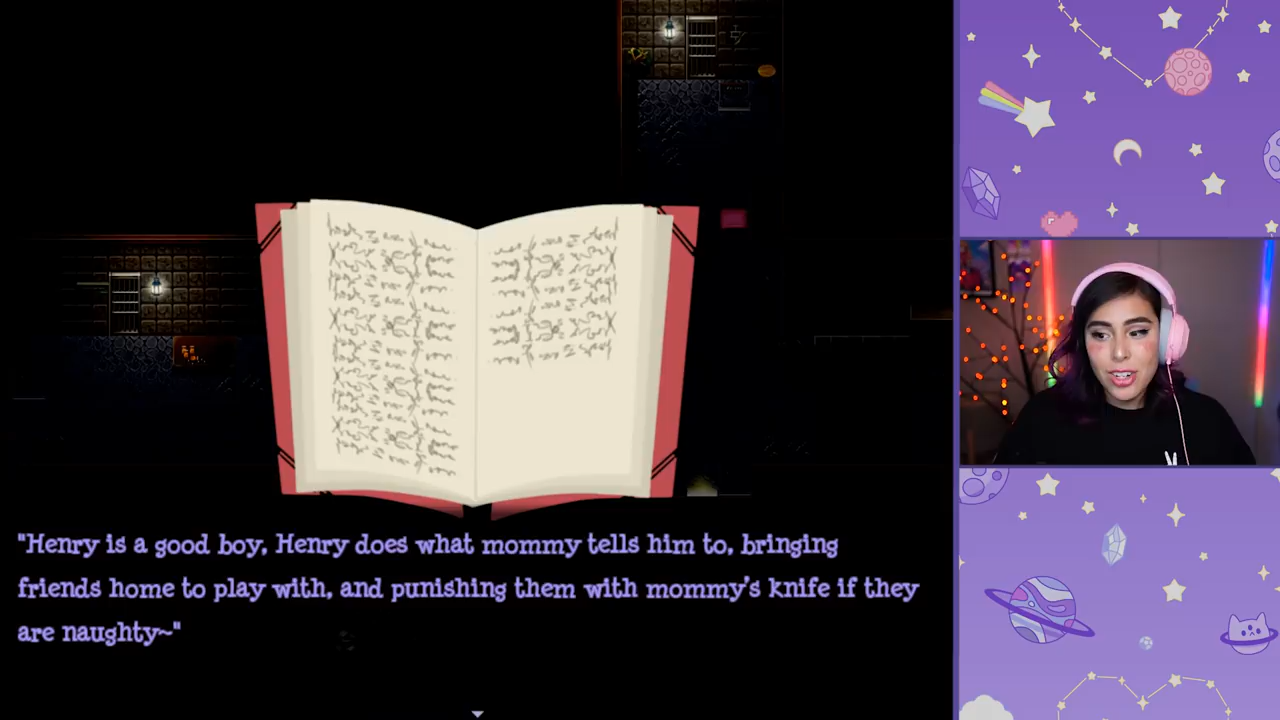 "Henry is a good boy, Henry does what mommy tells him to, bringing
friends home to play with, and punishing them with mommy's knife if they
are naughty~"